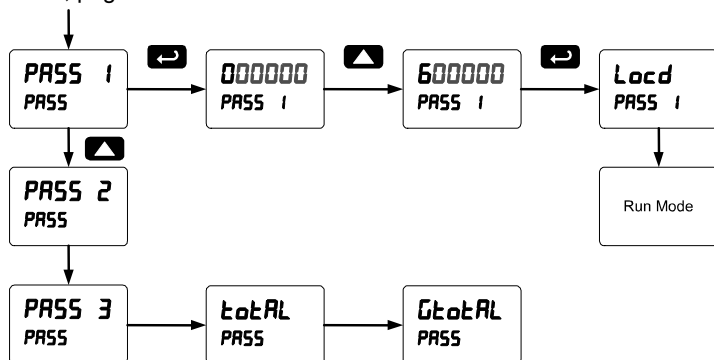 PASS 1
PASS
000000
PASS 1
600000
PASS 1
Locd
PASS 1
PASS 2
PASS
Run Mode
PASS 3
PASS
totAL
PASS
GtotAL
PASS